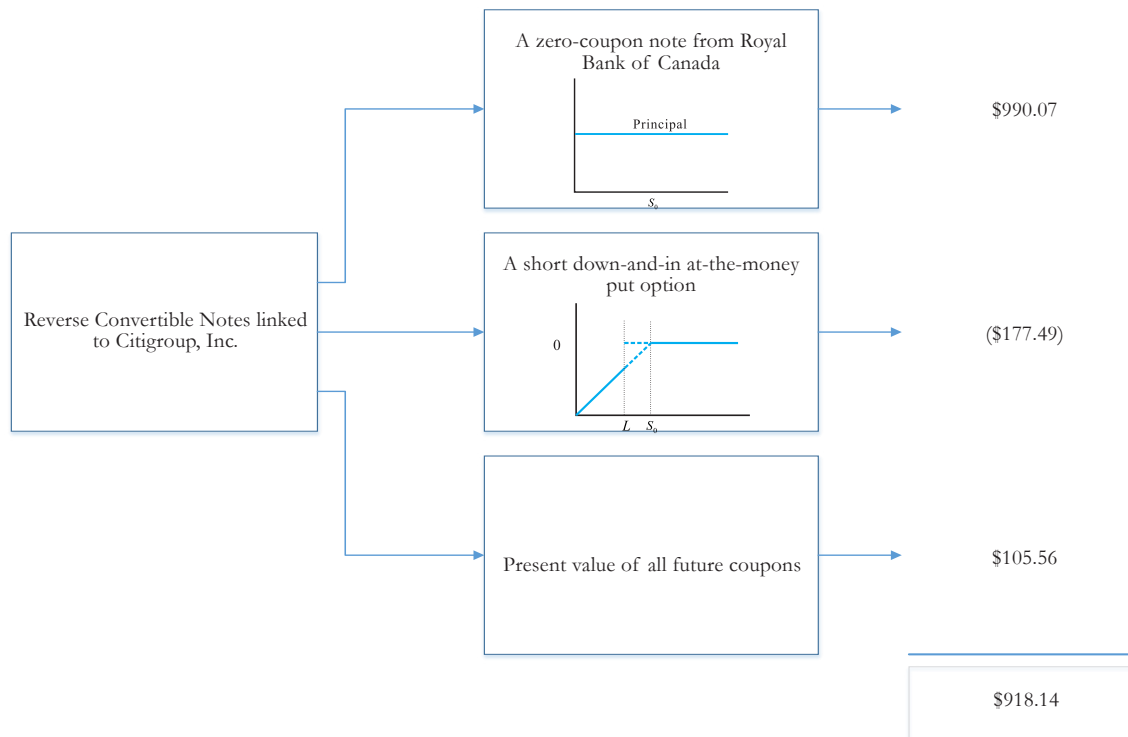 A zero-coupon note from Royal
Bank of Canada
Principal
S₀
$990.07
Reverse Convertible Notes linked
to Citigroup, Inc.
A short down-and-in at-the-money
put option
0
L S₀
($177.49)
Present value of all future coupons
$105.56
$918.14